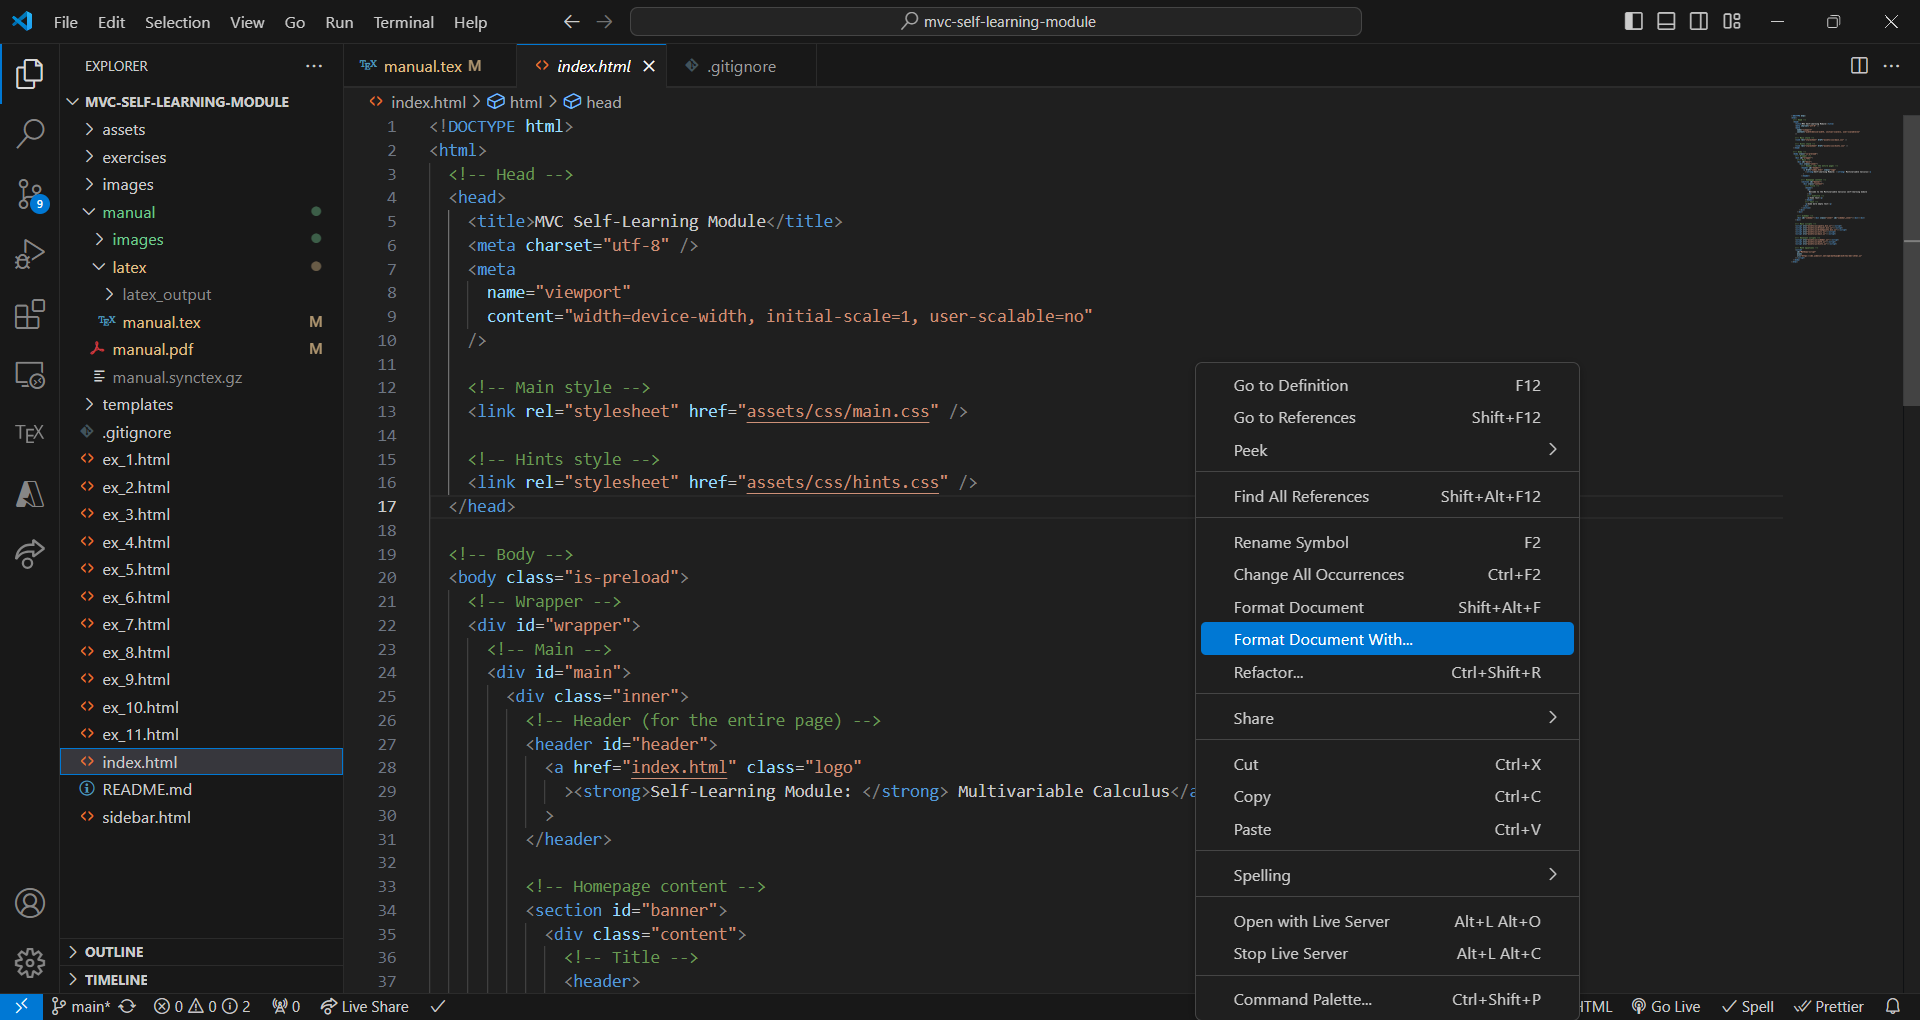 File Edit Selection View Go Run Terminal Help
mvc-self-learning-module
EXPLORER
MVC-SELF-LEARNING-MODULE
assets
exercises
images
manual
images
latex
latex_output
TEX manual.tex M
manual.pdf M
manual.synctex.gz
templates
.gitignore
ex_1.html
ex_2.html
ex_3.html
ex_4.html
ex_5.html
ex_6.html
ex_7.html
ex_8.html
ex_9.html
ex_10.html
ex_11.html
index.html
README.md
sidebar.html
OUTLINE
TIMELINE
9
TEX
TEX manual.tex M
index.html
.gitignore
index.html > html > head
1 <!DOCTYPE html>
2 <html>
3 <!-- Head -->
4 <head>
5 <title>MVC Self-Learning Module</title>
6 <meta charset="utf-8" />
7 <meta
8 name="viewport"
9 content="width=device-width, initial-scale=1, user-scalable=no"
10 />
11
12 <!-- Main style -->
13 <link rel="stylesheet" href="assets/css/main.css" />
14
15 <!-- Hints style -->
16 <link rel="stylesheet" href="assets/css/hints.css" />
17 </head>
18
19 <!-- Body -->
20 <body class="is-preload">
21 <!-- Wrapper -->
22 <div id="wrapper">
23 <!-- Main -->
24 <div id="main">
25 <div class="inner">
26 <!-- Header (for the entire page) -->
27 <header id="header">
28 <a href="index.html" class="logo"
29 ><strong>Self-Learning Module: </strong> Multivariable Calculus</a
30 >
31 </header>
32
33 <!-- Homepage content -->
34 <section id="banner">
35 <div class="content">
36 <!-- Title -->
37 <header>
Go to Definition F12
Go to References Shift+F12
Peek
Find All References Shift+Alt+F12
Rename Symbol F2
Change All Occurrences Ctrl+F2
Format Document Shift+Alt+F
Format Document With...
Refactor... Ctrl+Shift+R
Share
Cut Ctrl+X
Copy Ctrl+C
Paste Ctrl+V
Spelling
Open with Live Server Alt+L Alt+O
Stop Live Server Alt+L Alt+C
Command Palette... Ctrl+Shift+P
main* 0 0 2 0 Live Share HTML Go Live Spell Prettier